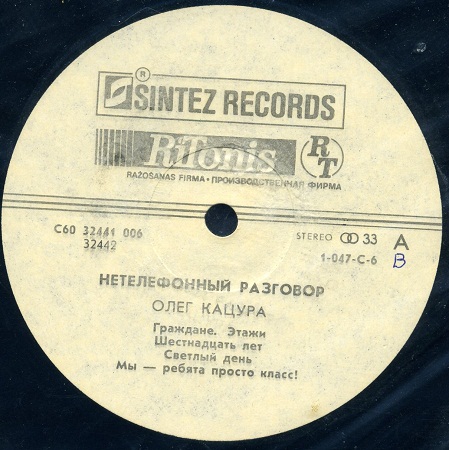 ®
SINTEZ RECORDS
RiTonis
RT
RAŽOŠANAS FIRMA • ПРОИЗВОДСТВЕННАЯ ФИРМА
С60 32441 006
32442
STEREO 33 A
1-047-C-6 B
НЕТЕЛЕФОННЫЙ РАЗГОВОР
ОЛЕГ КАЦУРА
Граждане. Этажи
Шестнадцать лет
Светлый день
Мы — ребята просто класс!